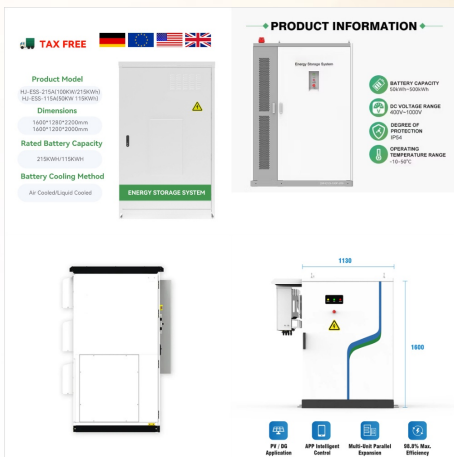 TAX FREE
Product Model
HJ-ESS-215A(100KW/215KWH)
HJ-ESS-115A(50KW 115KWH)
Dimensions
1600*1280*2200mm
1600*1200*2000mm
Rated Battery Capacity
215KWH/115KWH
Battery Cooling Method
Air Cooled/Liquid Cooled
ENERGY STORAGE SYSTEM
PRODUCT INFORMATION
Energy Storage System
BATTERY CAPACITY
50kWh~500kWh
DC VOLTAGE RANGE
400V~1000V
DEGREE OF
PROTECTION
IP54
OPERATING
TEMPERATURE RANGE
-10-50°C
1130
1600
PV / DG
Application
APP Intelligent
Control
Multi-Unit Parallel
Expansion
98.8% Max.
Efficiency